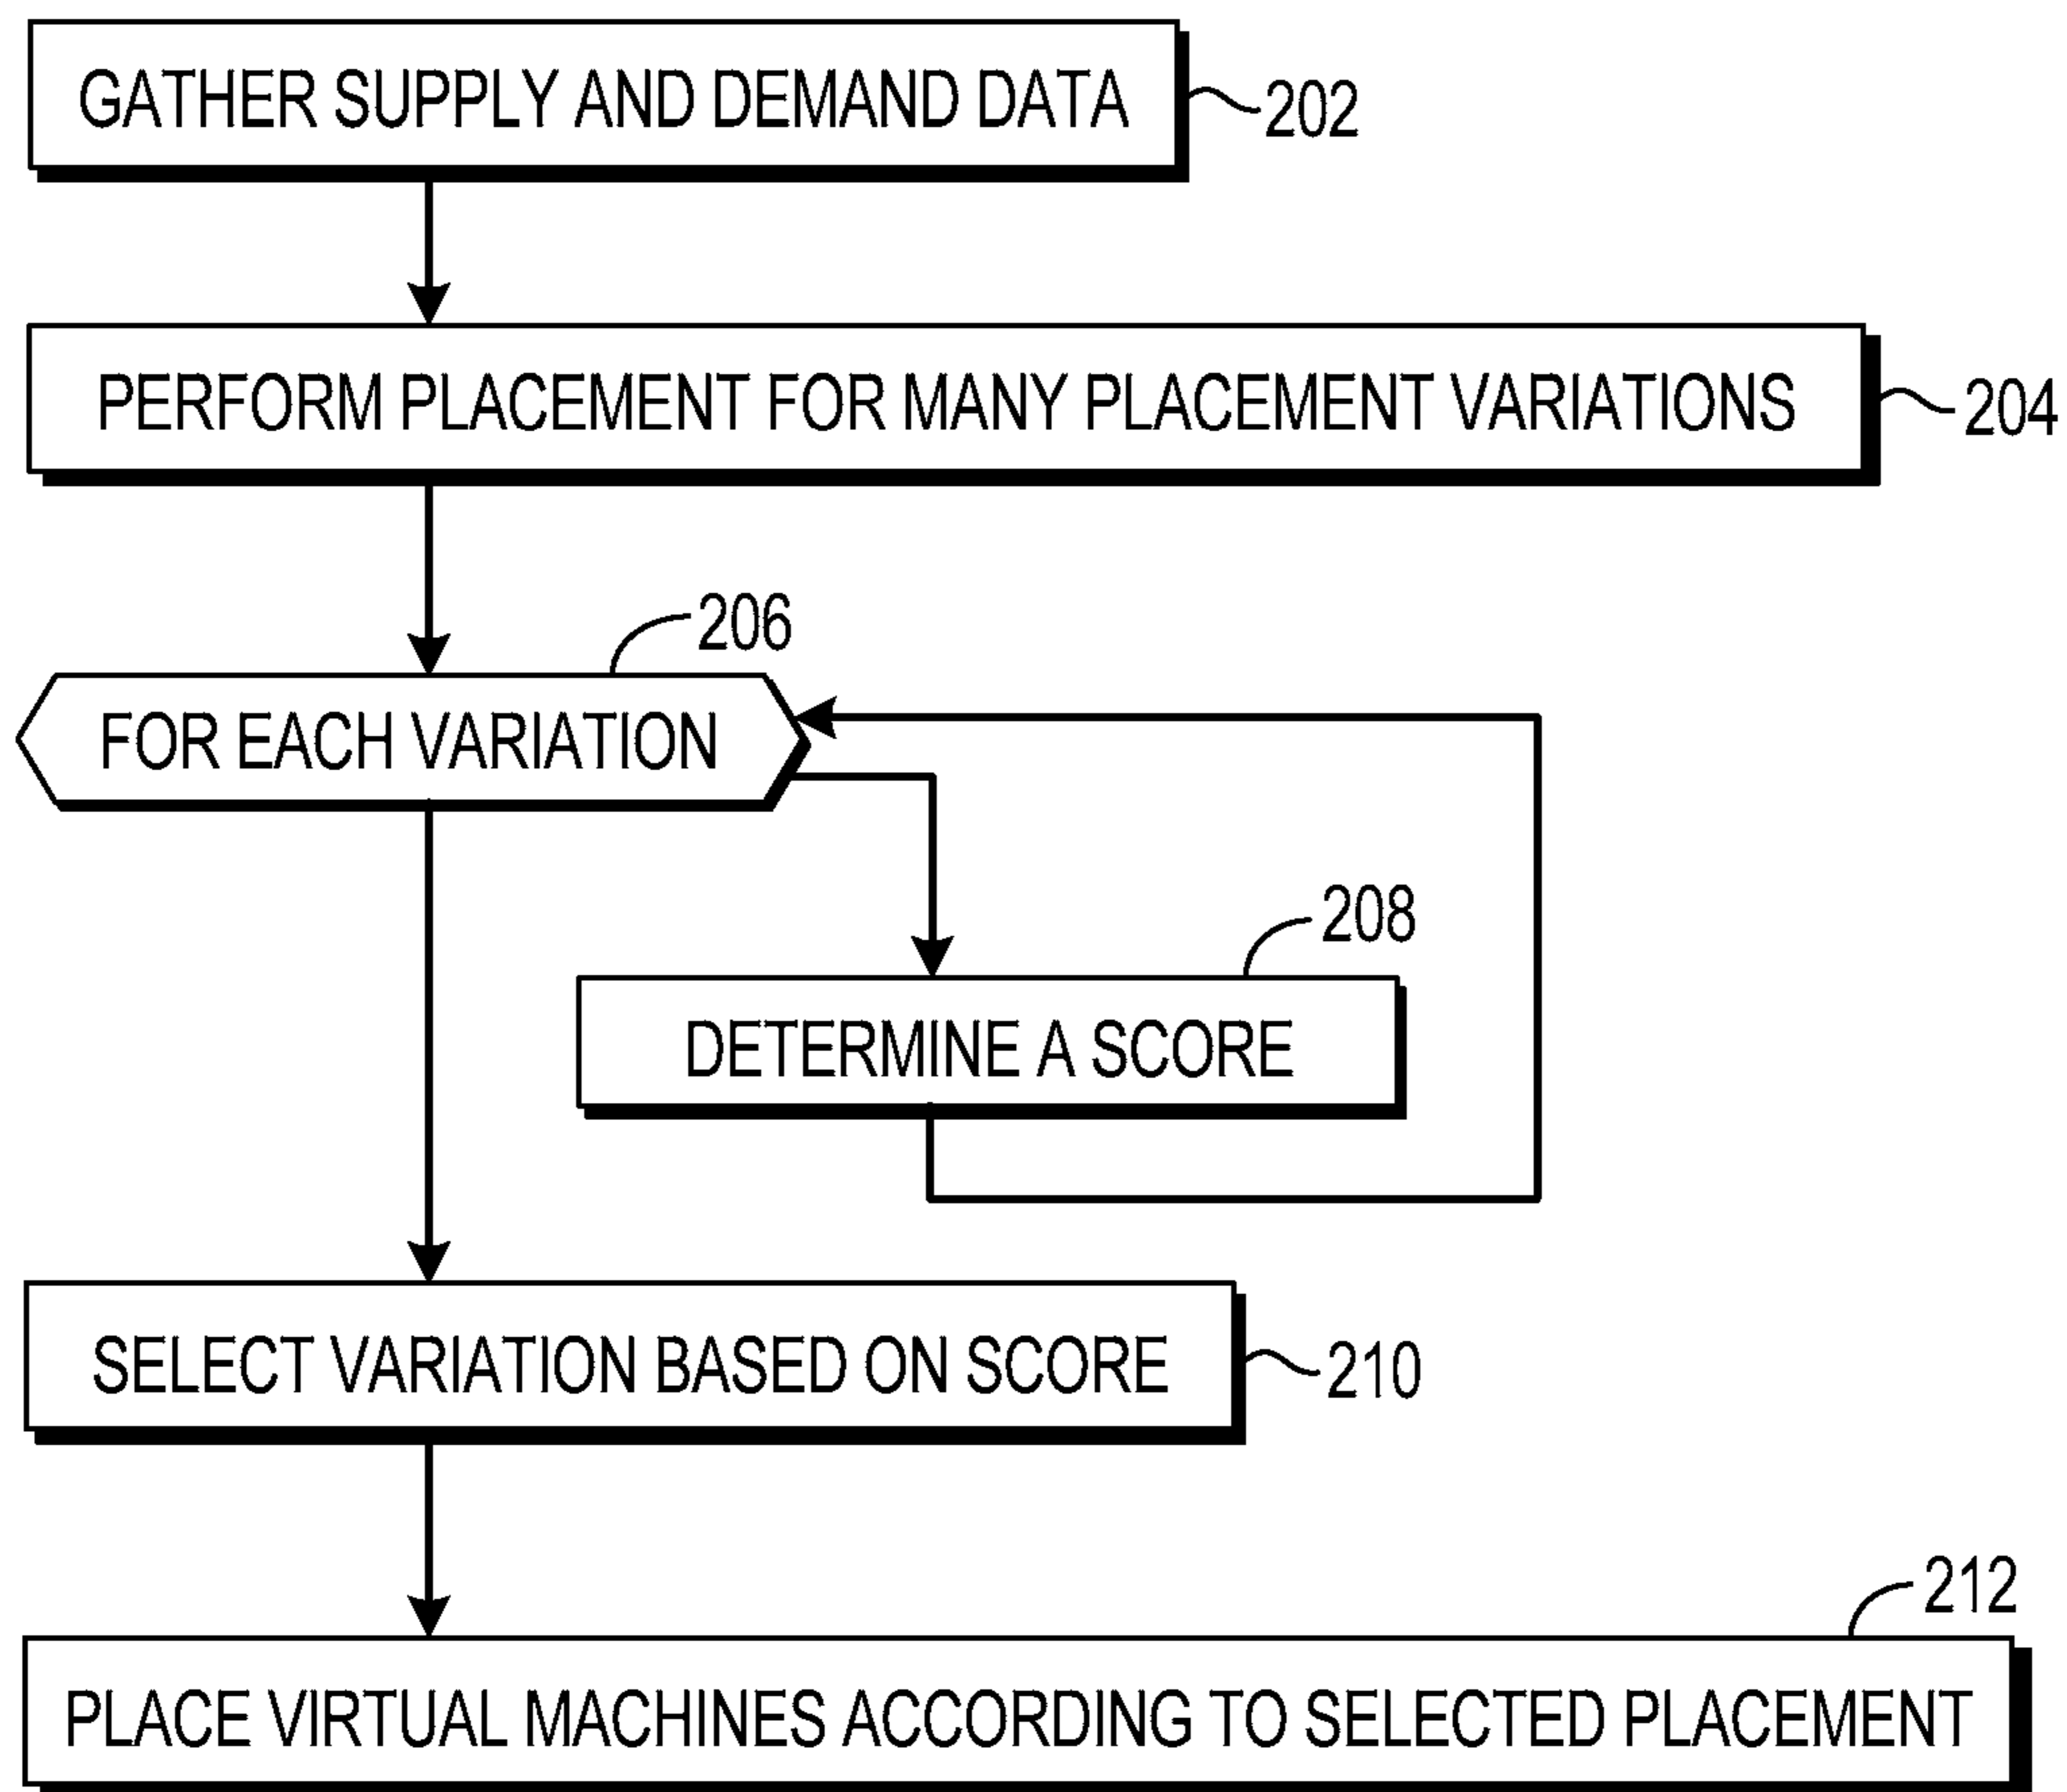 GATHER SUPPLY AND DEMAND DATA
202
PERFORM PLACEMENT FOR MANY PLACEMENT VARIATIONS
204
206
FOR EACH VARIATION
208
DETERMINE A SCORE
SELECT VARIATION BASED ON SCORE
210
212
PLACE VIRTUAL MACHINES ACCORDING TO SELECTED PLACEMENT